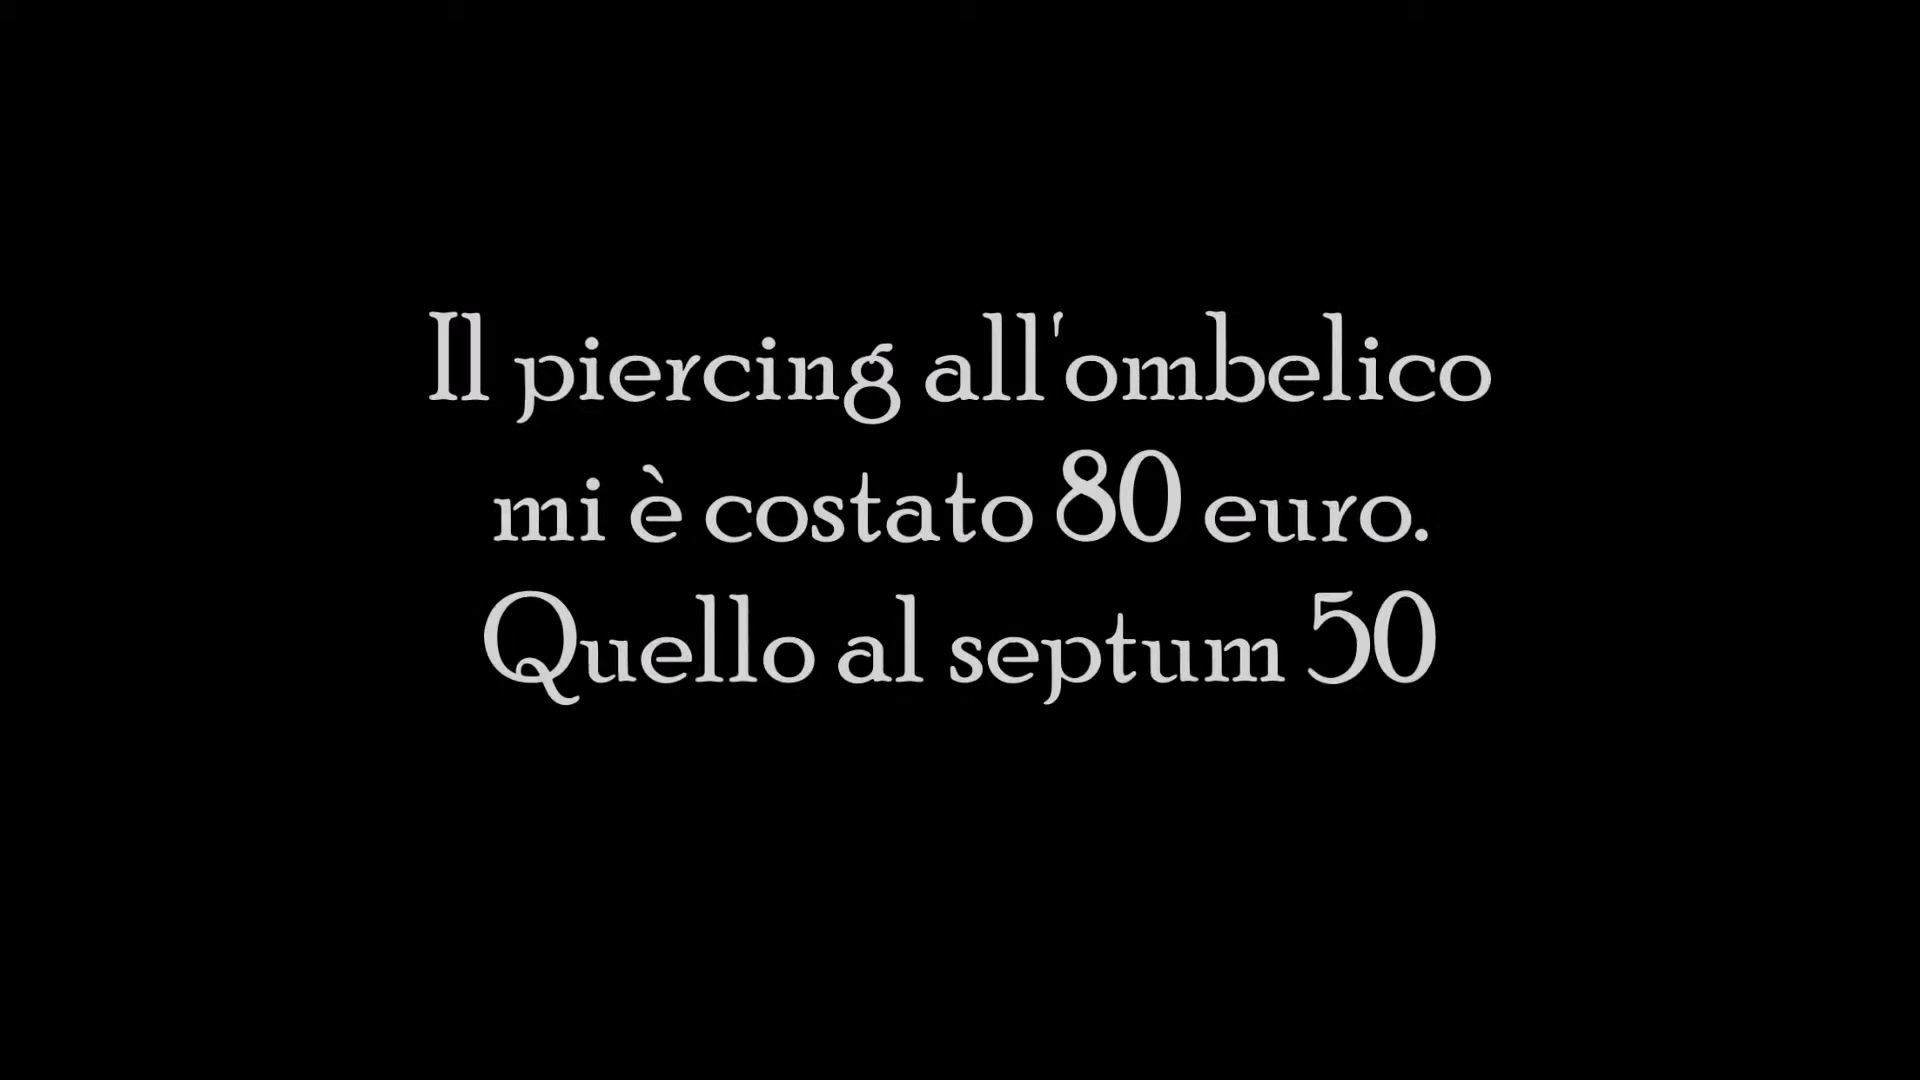 Il piercing all'ombelico
mi è costato 80 euro.
Quello al septum 50